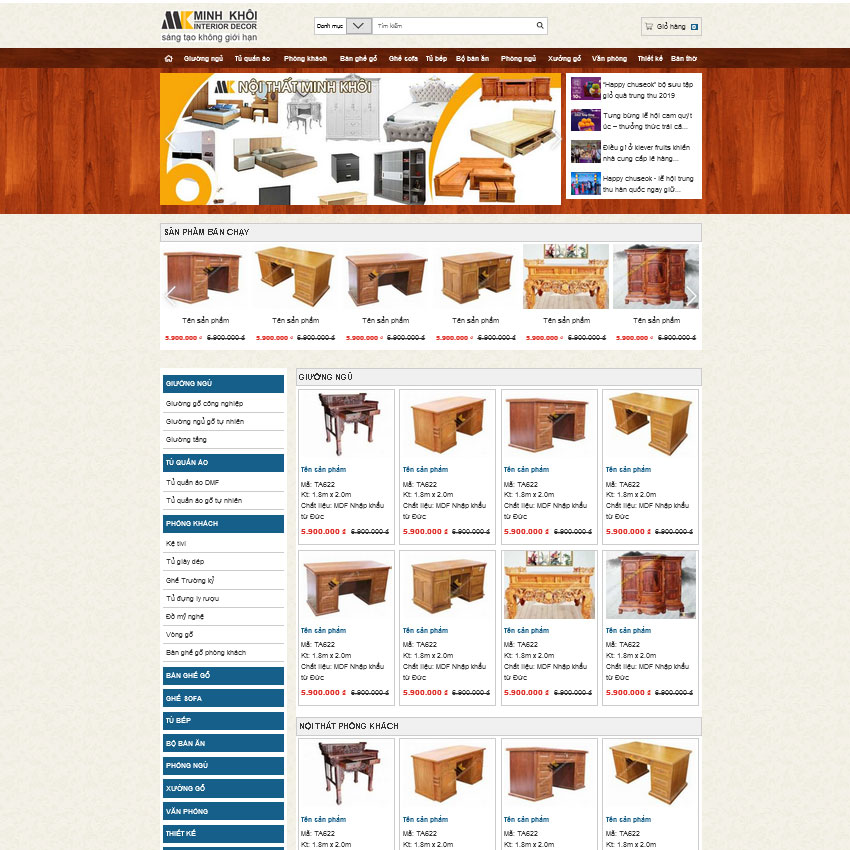 MINH KHÔI
INTERIOR DECOR
sáng tạo không giới hạn
Danh mục
Tìm kiếm
Giỏ hàng
Giường ngủ Tủ quần áo Phòng khách Bàn ghế gỗ Ghế sofa Tủ bếp Bộ bàn ăn Phòng ngủ Xưởng gỗ Văn phòng Thiết kế Bàn thờ
NỘI THẤT MINH KHÔI
"Happy chuseok" bộ sưu tập
giỏ quà trung thu 2019
Tưng bừng lễ hội cam quýt
úc – thưởng thức trái câ...
Điều gì ở klever fruits khiến
nhà cung cấp lê hàng...
Happy chuseok - lễ hội trung
thu hàn quốc ngay giữ...
SẢN PHẨM BÁN CHẠY
Tên sản phẩm Tên sản phẩm Tên sản phẩm Tên sản phẩm Tên sản phẩm Tên sản phẩm
5.900.000 ₫ 6.900.000 ₫ 5.900.000 ₫ 6.900.000 ₫ 5.900.000 ₫ 6.900.000 ₫ 5.900.000 ₫ 6.900.000 ₫ 5.900.000 ₫ 6.900.000 ₫ 5.900.000 ₫ 6.900.000 ₫
GIƯỜNG NGỦ
Giường gỗ công nghiệp
Giường ngủ gỗ tự nhiên
Giường tầng
TỦ QUẦN ÁO
Tủ quần áo DMF
Tủ quần áo gỗ tự nhiên
PHÒNG KHÁCH
Kệ tivi
Tủ giày dép
Ghế Trường kỷ
Tủ đựng ly rượu
Đồ mỹ nghệ
Vòng gỗ
Bàn ghế gỗ phòng khách
BÀN GHẾ GỖ
GHẾ SOFA
TỦ BẾP
BỘ BÀN ĂN
PHÒNG NGỦ
XƯỞNG GỖ
VĂN PHÒNG
THIẾT KẾ
GIƯỜNG NGỦ
Tên sản phẩm Tên sản phẩm Tên sản phẩm Tên sản phẩm
Mã: TA622 Mã: TA622 Mã: TA622 Mã: TA622
Kt: 1.8m x 2.0m Kt: 1.8m x 2.0m Kt: 1.8m x 2.0m Kt: 1.8m x 2.0m
Chất liệu: MDF Nhập khẩu Chất liệu: MDF Nhập khẩu Chất liệu: MDF Nhập khẩu Chất liệu: MDF Nhập khẩu
từ Đức từ Đức từ Đức từ Đức
5.900.000 ₫ 6.900.000 ₫ 5.900.000 ₫ 6.900.000 ₫ 5.900.000 ₫ 6.900.000 ₫ 5.900.000 ₫ 6.900.000 ₫
Tên sản phẩm Tên sản phẩm Tên sản phẩm Tên sản phẩm
Mã: TA622 Mã: TA622 Mã: TA622 Mã: TA622
Kt: 1.8m x 2.0m Kt: 1.8m x 2.0m Kt: 1.8m x 2.0m Kt: 1.8m x 2.0m
Chất liệu: MDF Nhập khẩu Chất liệu: MDF Nhập khẩu Chất liệu: MDF Nhập khẩu Chất liệu: MDF Nhập khẩu
từ Đức từ Đức từ Đức từ Đức
5.900.000 ₫ 6.900.000 ₫ 5.900.000 ₫ 6.900.000 ₫ 5.900.000 ₫ 6.900.000 ₫ 5.900.000 ₫ 6.900.000 ₫
NỘI THẤT PHÒNG KHÁCH
Tên sản phẩm Tên sản phẩm Tên sản phẩm Tên sản phẩm
Mã: TA622 Mã: TA622 Mã: TA622 Mã: TA622
Kt: 1.8m x 2.0m Kt: 1.8m x 2.0m Kt: 1.8m x 2.0m Kt: 1.8m x 2.0m